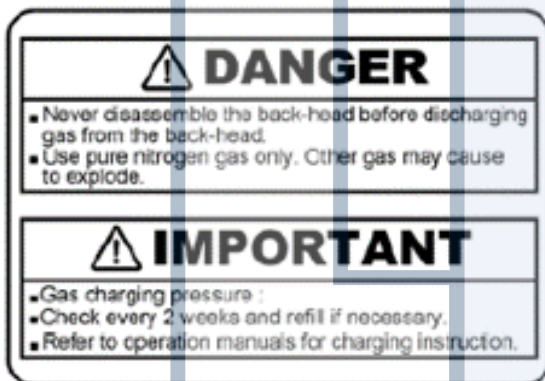 DANGER
▪Never disassemble the back-head before discharging
gas from the back-head.
▪Use pure nitrogen gas only. Other gas may cause
to explode.
IMPORTANT
▪Gas charging pressure :
▪Check every 2 weeks and refill if necessary.
▪Refer to operation manuals for charging instruction.